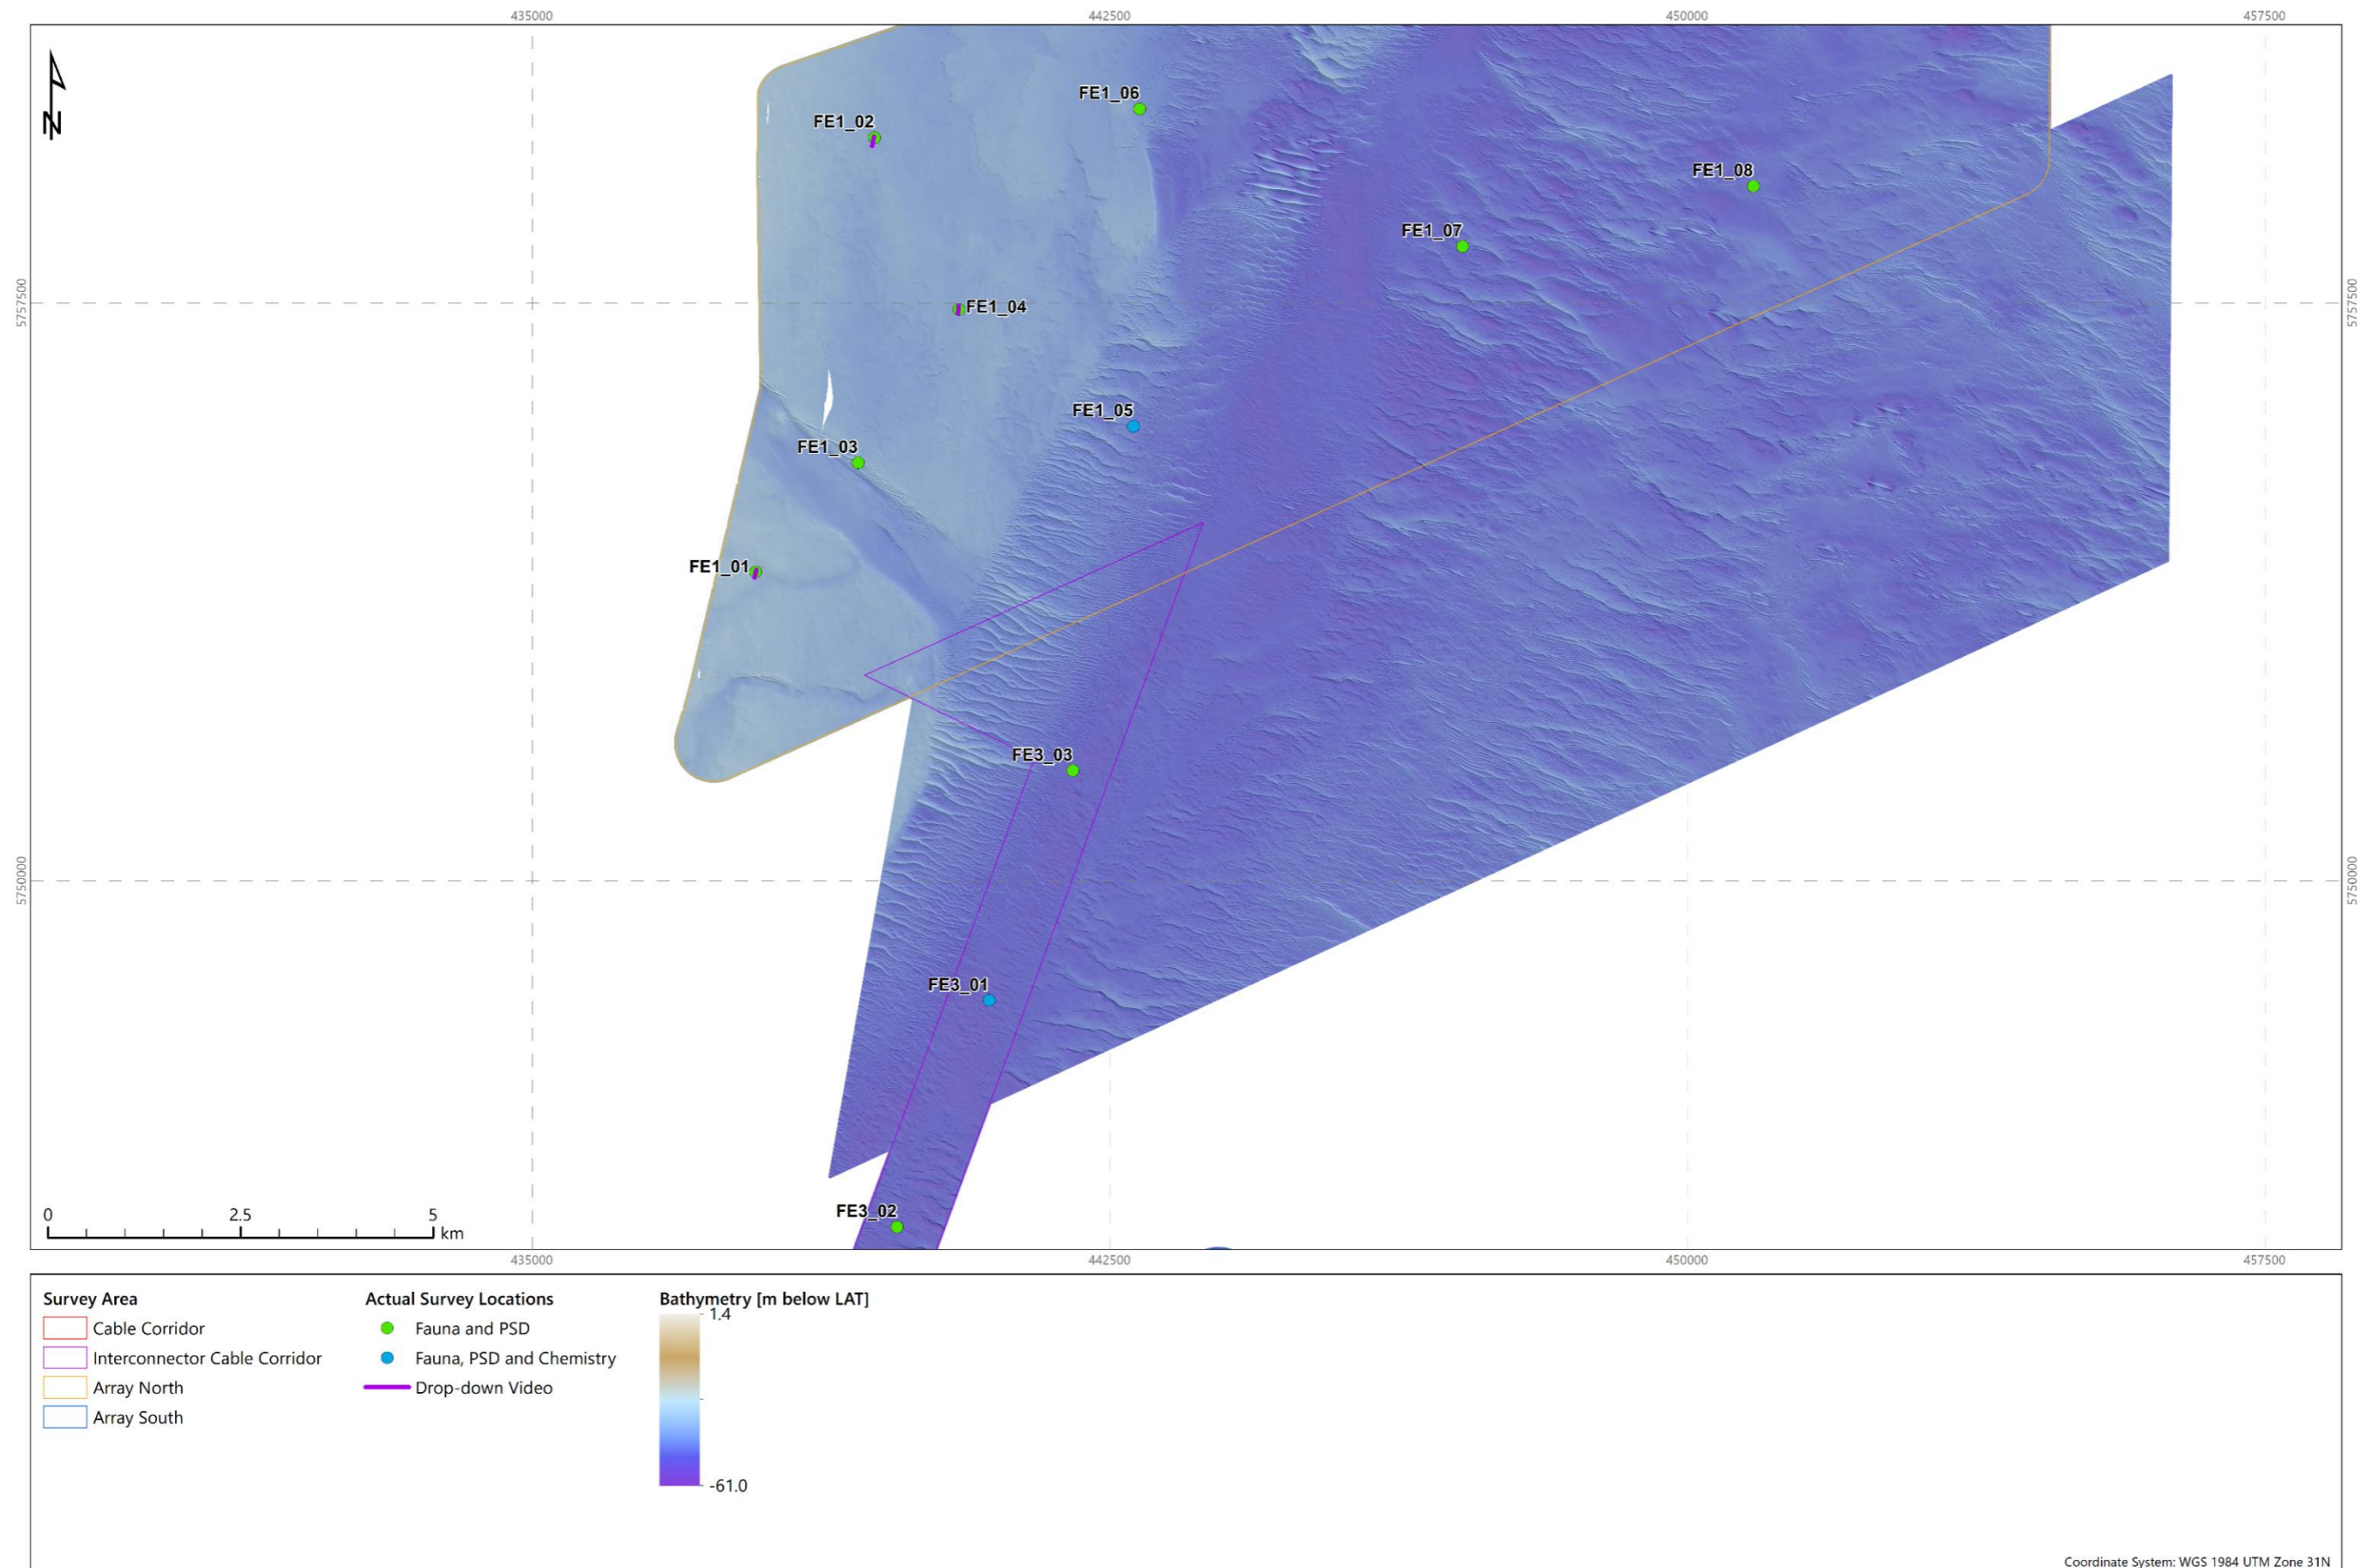 435000
442500
450000
457500
N
FE1_06
FE1_02
FE1_08
FE1_07
5757500
5757500
FE1_04
FE1_05
FE1_03
FE1_01
FE3_03
5750000
5750000
FE3_01
FE3_02
0
2.5
5
km
435000
442500
450000
457500
Survey Area
Cable Corridor
Interconnector Cable Corridor
Array North
Array South
Actual Survey Locations
Fauna and PSD
Fauna, PSD and Chemistry
Drop-down Video
Bathymetry [m below LAT]
1.4
-61.0
Coordinate System: WGS 1984 UTM Zone 31N